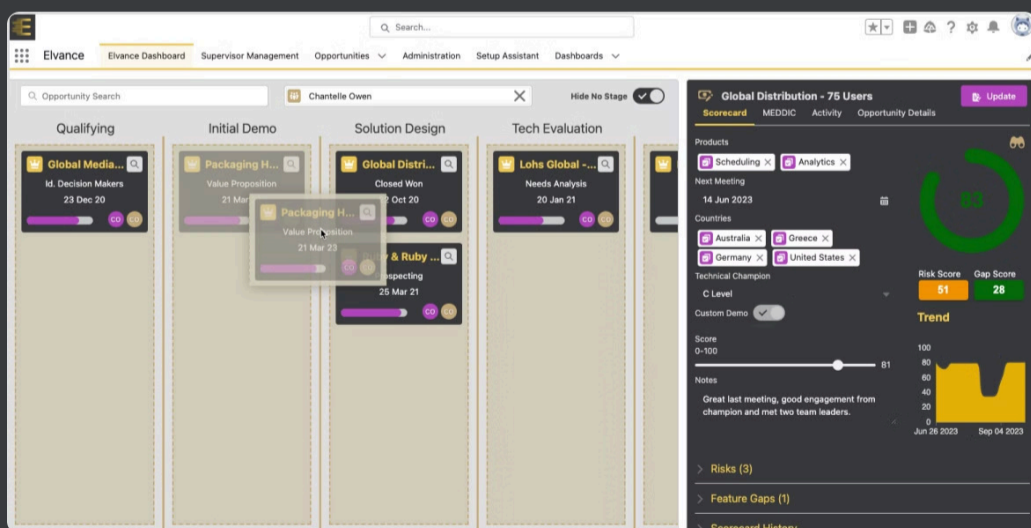 Search...
Elvance
Elvance Dashboard
Supervisor Management
Opportunities
Administration
Setup Assistant
Dashboards
Opportunity Search
Chantelle Owen
Hide No Stage
Qualifying
Initial Demo
Solution Design
Tech Evaluation
Global Media...
Id. Decision Makers
23 Dec 20
CO CO
Packaging H...
Value Proposition
21 Mar
Packaging H...
Value Proposition
21 Mar 23
CO
Global Distri...
Closed Won
Oct 20
CO CO
& Ruby ...
25 Mar 21
CO CO
Lohs Global -...
Needs Analysis
20 Jan 21
CO CO
Global Distribution - 75 Users
Update
Scorecard
MEDDIC
Activity
Opportunity Details
Products
Scheduling
Analytics
Next Meeting
14 Jun 2023
Countries
Australia
Greece
Germany
United States
Technical Champion
C Level
Custom Demo
Score
0-100
81
Notes
Great last meeting, good engagement from
champion and met two team leaders.
83
Risk Score
Gap Score
51
28
Trend
100
80
60
40
20
0
Jun 26 2023
Sep 04 2023
Risks (3)
Feature Gaps (1)
Scorecard History